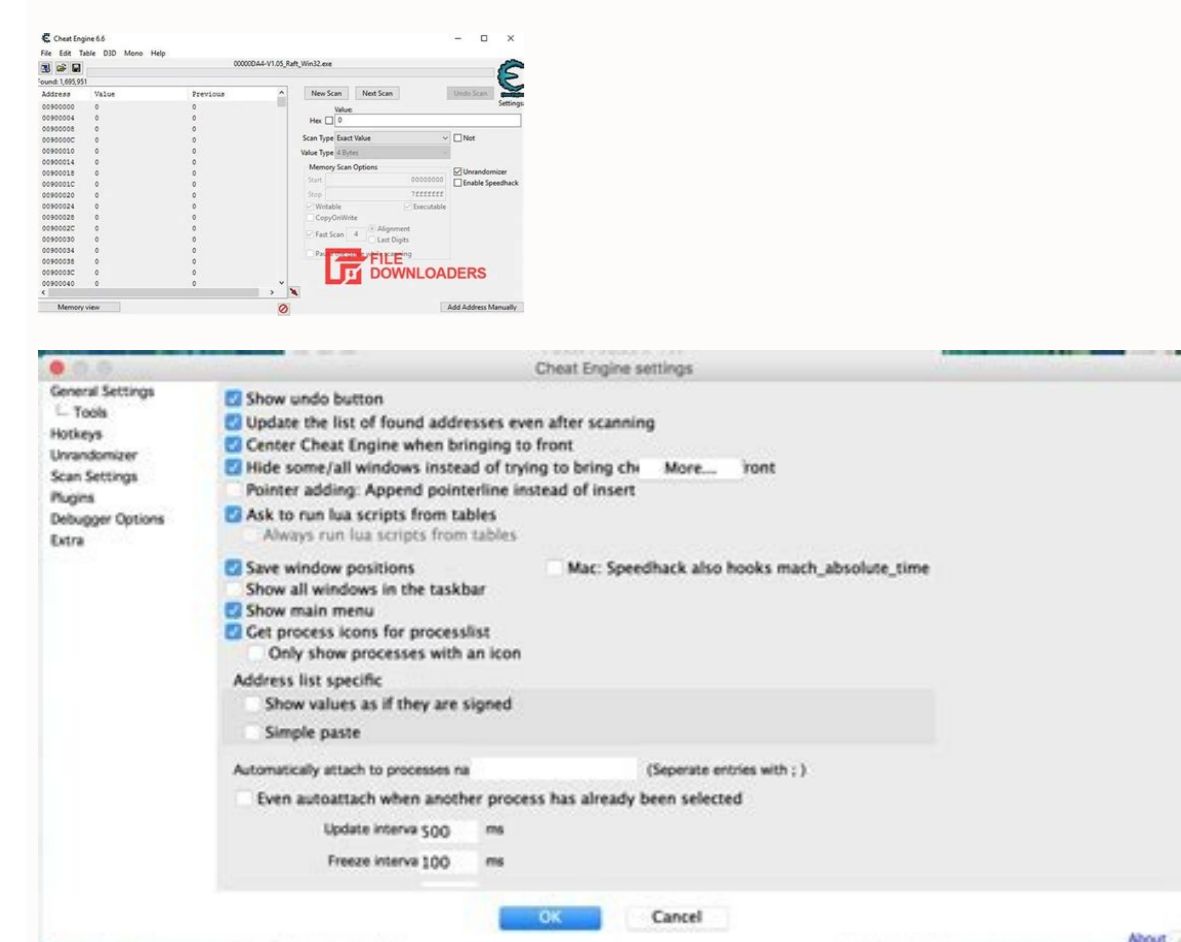 Cheat Engine 6.6
File Edit Table D3D Mono Help
00000DA4-V1.05_Raft_Win32.exe
Found: 1,695,951
Address Value Previous
00900000 0 0
00900004 0 0
00900008 0 0
0090000C 0 0
00900010 0 0
00900014 0 0
00900018 0 0
0090001C 0 0
00900020 0 0
00900024 0 0
00900028 0 0
0090002C 0 0
00900030 0 0
00900034 0 0
00900038 0 0
0090003C 0 0
00900040 0 0
Memory view
New Scan Next Scan Undo Scan
Settings
Value:
Hex 0
Scan Type Exact Value Not
Value Type 4 Bytes
Memory Scan Options
Start 00000000
Stop 7fffffff
Unrandomizer
Enable Speedhack
Writable Executable
CopyOnWrite
Fast Scan 4 Alignment
Last Digits
FILE
DOWNLOADERS
Add Address Manually
Cheat Engine settings
General Settings
Tools
Hotkeys
Unrandomizer
Scan Settings
Plugins
Debugger Options
Extra
Show undo button
Update the list of found addresses even after scanning
Center Cheat Engine when bringing to front
Hide some/all windows instead of trying to bring che More... front
Pointer adding: Append pointerline instead of insert
Ask to run lua scripts from tables
Always run lua scripts from tables
Save window positions Mac: Speedhack also hooks mach_absolute_time
Show all windows in the taskbar
Show main menu
Get process icons for processlist
Only show processes with an icon
Address list specific
Show values as if they are signed
Simple paste
Automatically attach to processes na (Seperate entries with ; )
Even autoattach when another process has already been selected
Update interva 500 ms
Freeze interva 100 ms
OK Cancel
About